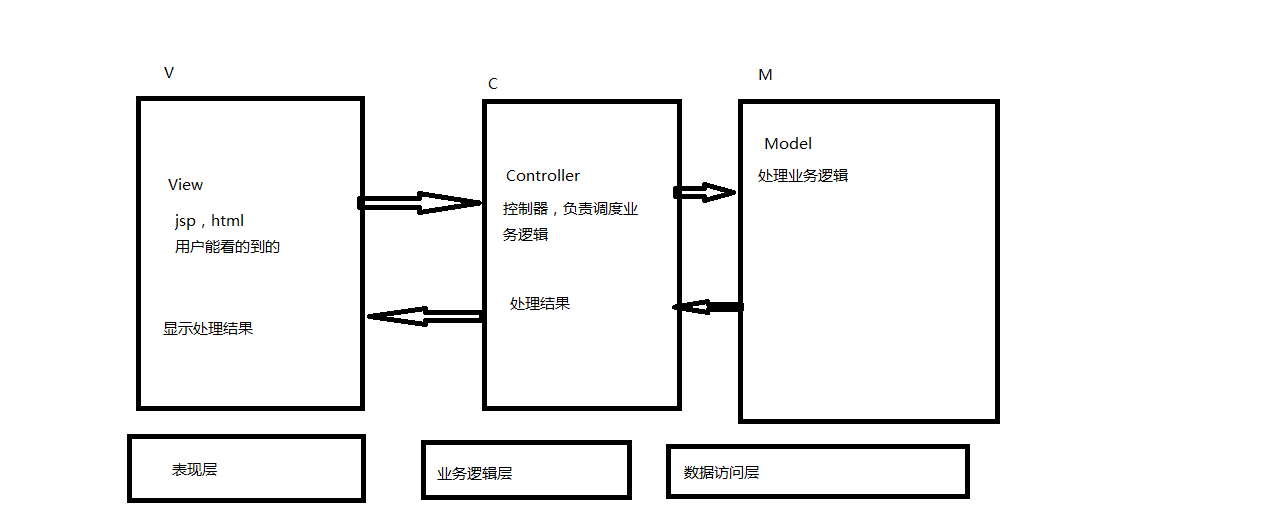 V
View
jsp，html
用户能看的到的
显示处理结果
C
Controller
控制器，负责调度业
务逻辑
处理结果
M
Model
处理业务逻辑
表现层
业务逻辑层
数据访问层